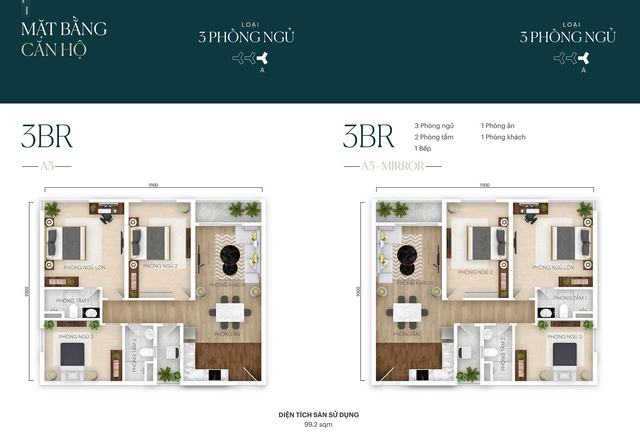 MẶT BẰNG
CĂN HỘ
LOẠI
3 PHÒNG NGỦ
A
LOẠI
3 PHÒNG NGỦ
A
3BR
A3
3BR
A3 - MIRROR
3 Phòng ngủ
2 Phòng tắm
1 Bếp
1 Phòng ăn
1 Phòng khách
11100
PHÒNG NGỦ LỚN
PHÒNG NGỦ 2
PHÒNG KHÁCH
PHÒNG TẮM 1
PHÒNG NGỦ 3
PHÒNG TẮM 2
PHÒNG ĂN
11100
PHÒNG KHÁCH
PHÒNG NGỦ 2
PHÒNG NGỦ LỚN
PHÒNG TẮM 1
PHÒNG ĂN
PHÒNG TẮM 2
PHÒNG NGỦ 3
DIỆN TÍCH SÀN SỬ DỤNG
99.2 sqm